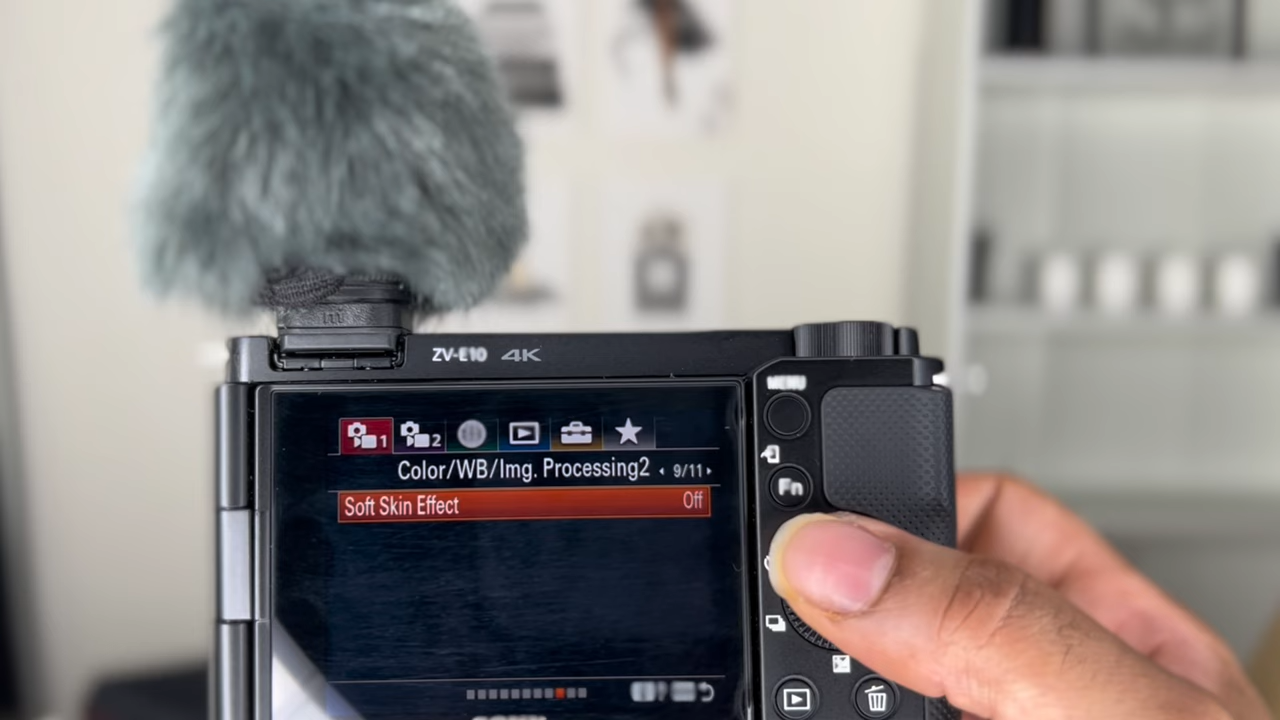 ZV-E10 4K
MENU
1 2
Color/WB/Img. Processing2 9/11
Soft Skin Effect Off
Fn